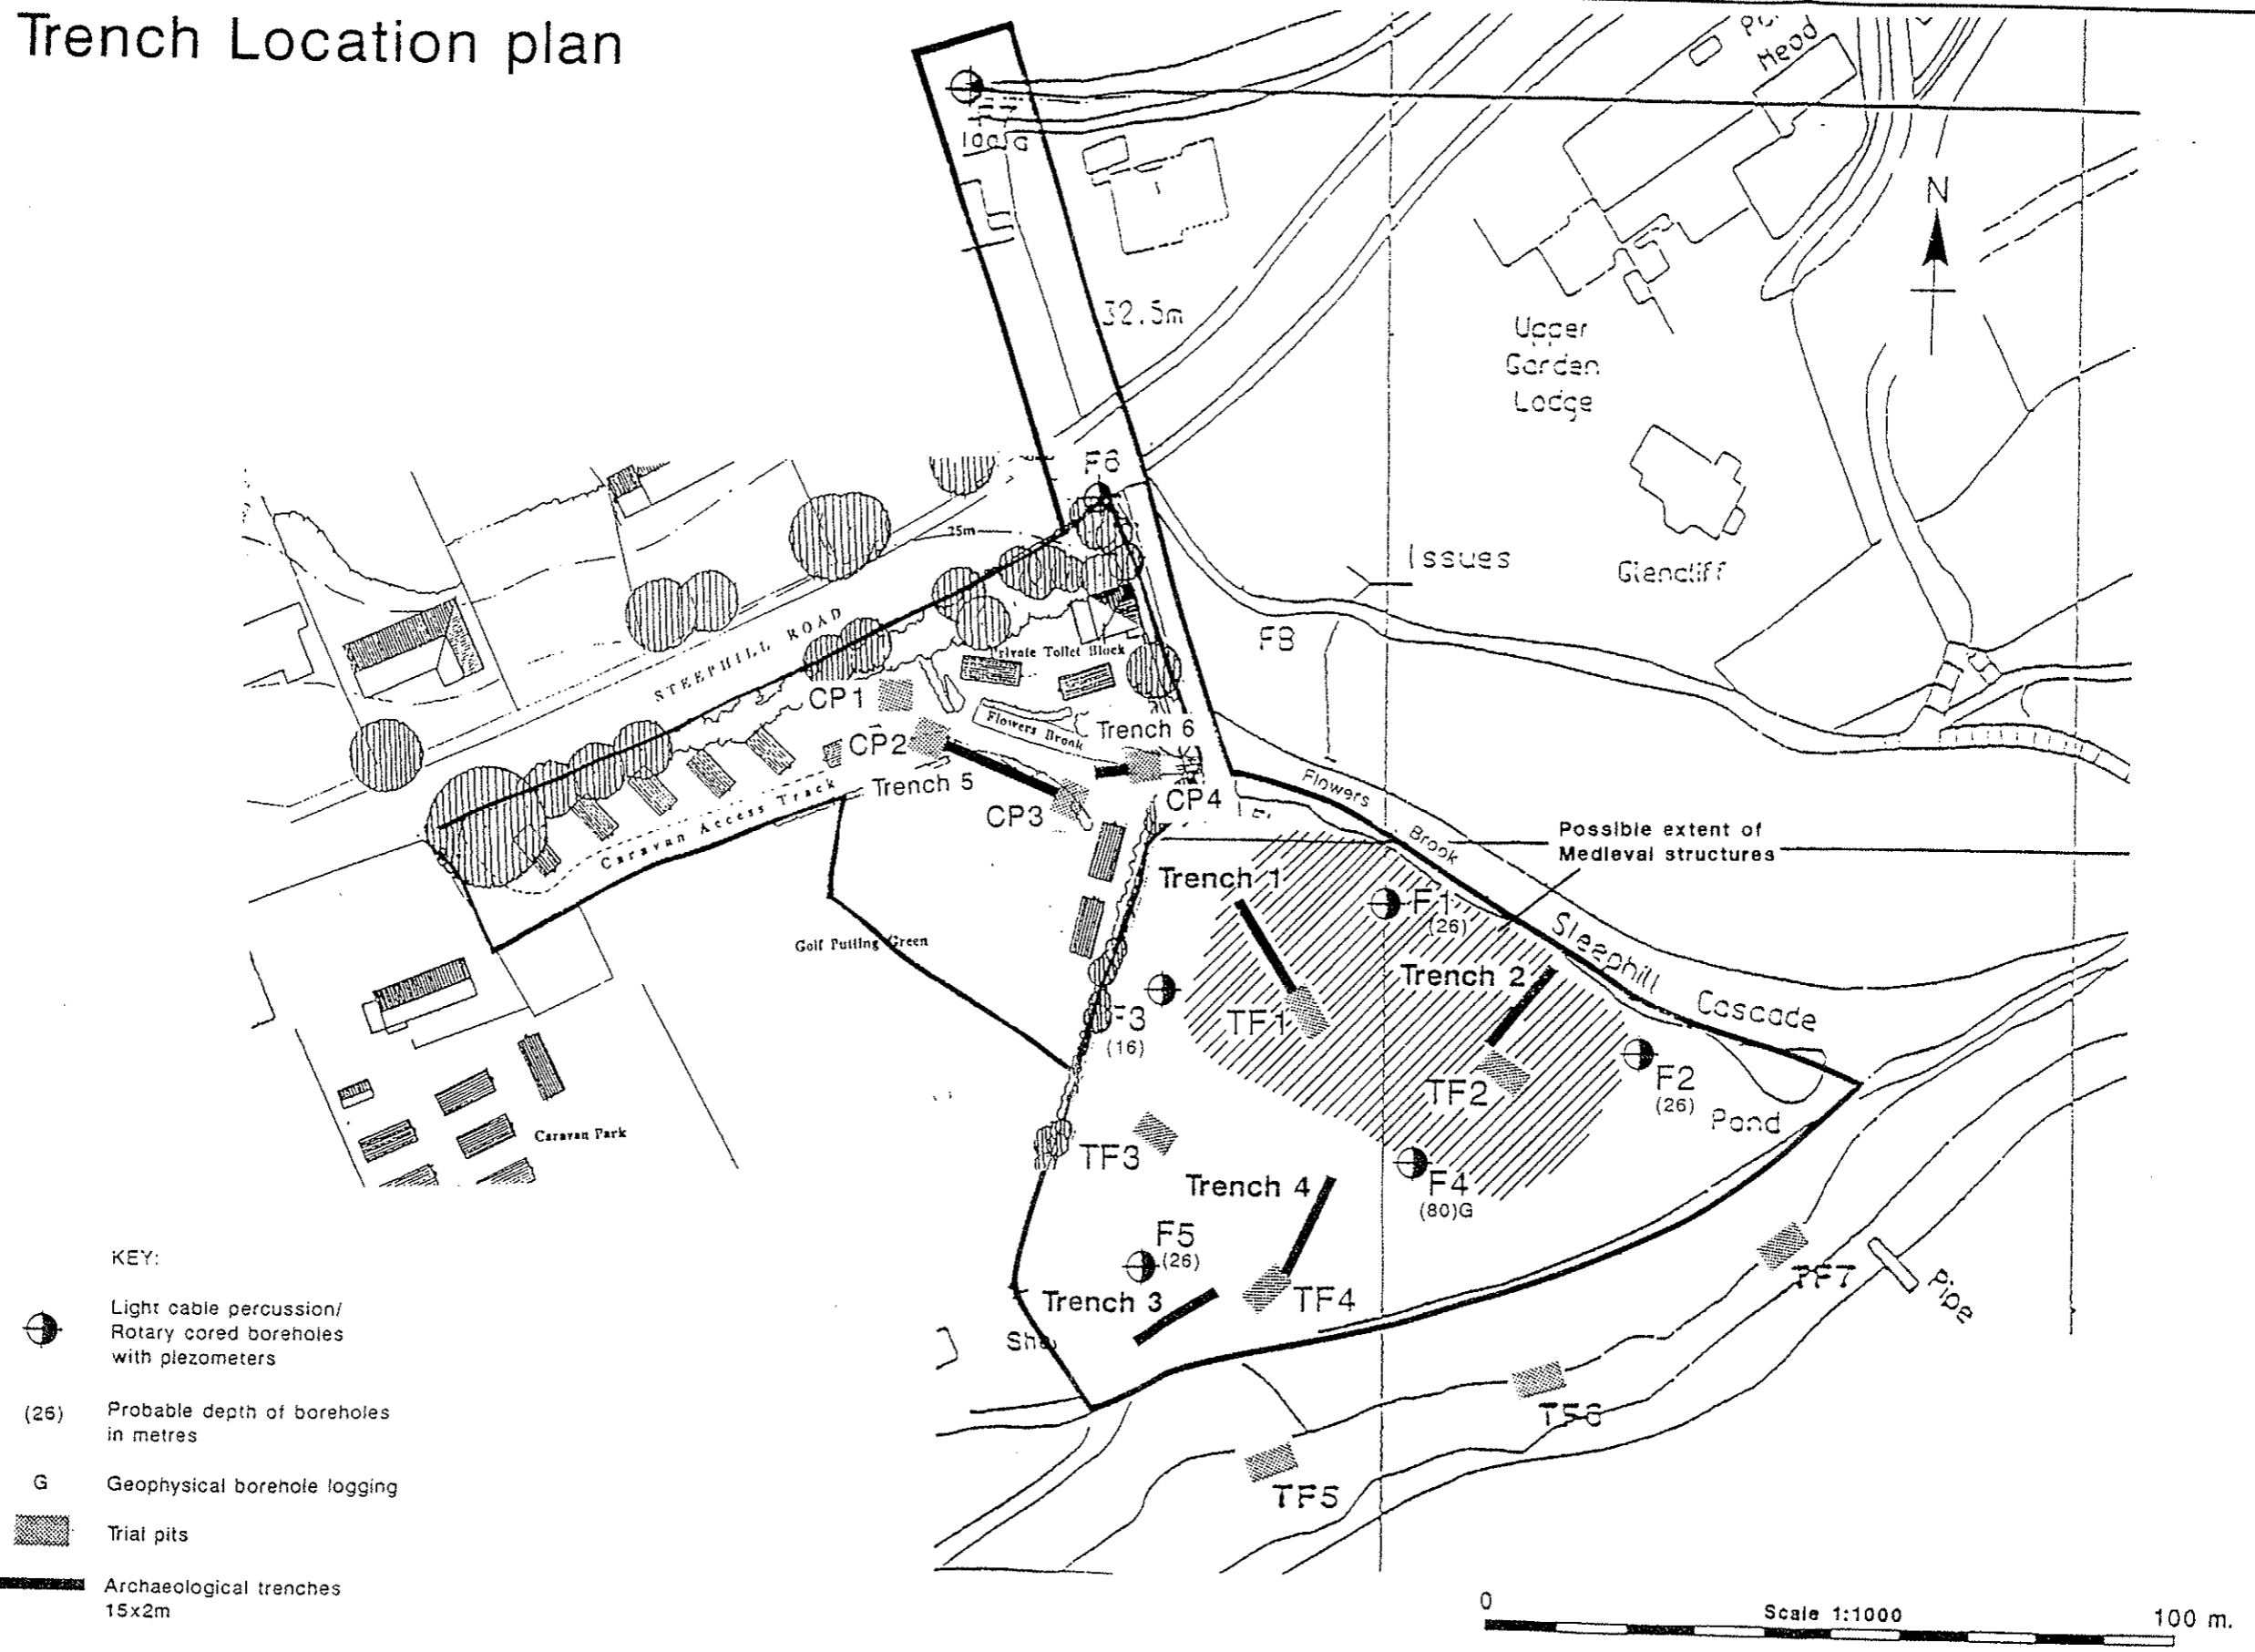 Trench Location plan
Mead
N
100 G
32.5m
Upper
Garden
Lodge
F6
25m
Issues
Glencliff
STEEPHILL ROAD
F8
Private Toilet Block
CP1
Flowers Brook
Trench 6
CP2
Trench 5
CP3
CP4
Caravan Access Track
Flowers
Brook
Possible extent of
Medieval structures
Trench 1
F1
(26)
Golf Putting Green
Steephill
Trench 2
Cascade
F3
(16)
TF1
TF2
F2
(26)
Pond
Caravan Park
TF3
Trench 4
F4
(80)G
F5
(26)
Trench 3
TF4
TF7
Pipe
TF6
TF5
KEY:
Light cable percussion/
Rotary cored boreholes
with piezometers
(26) Probable depth of boreholes
in metres
G Geophysical borehole logging
Trial pits
Archaeological trenches
15x2m
0 Scale 1:1000 100 m.